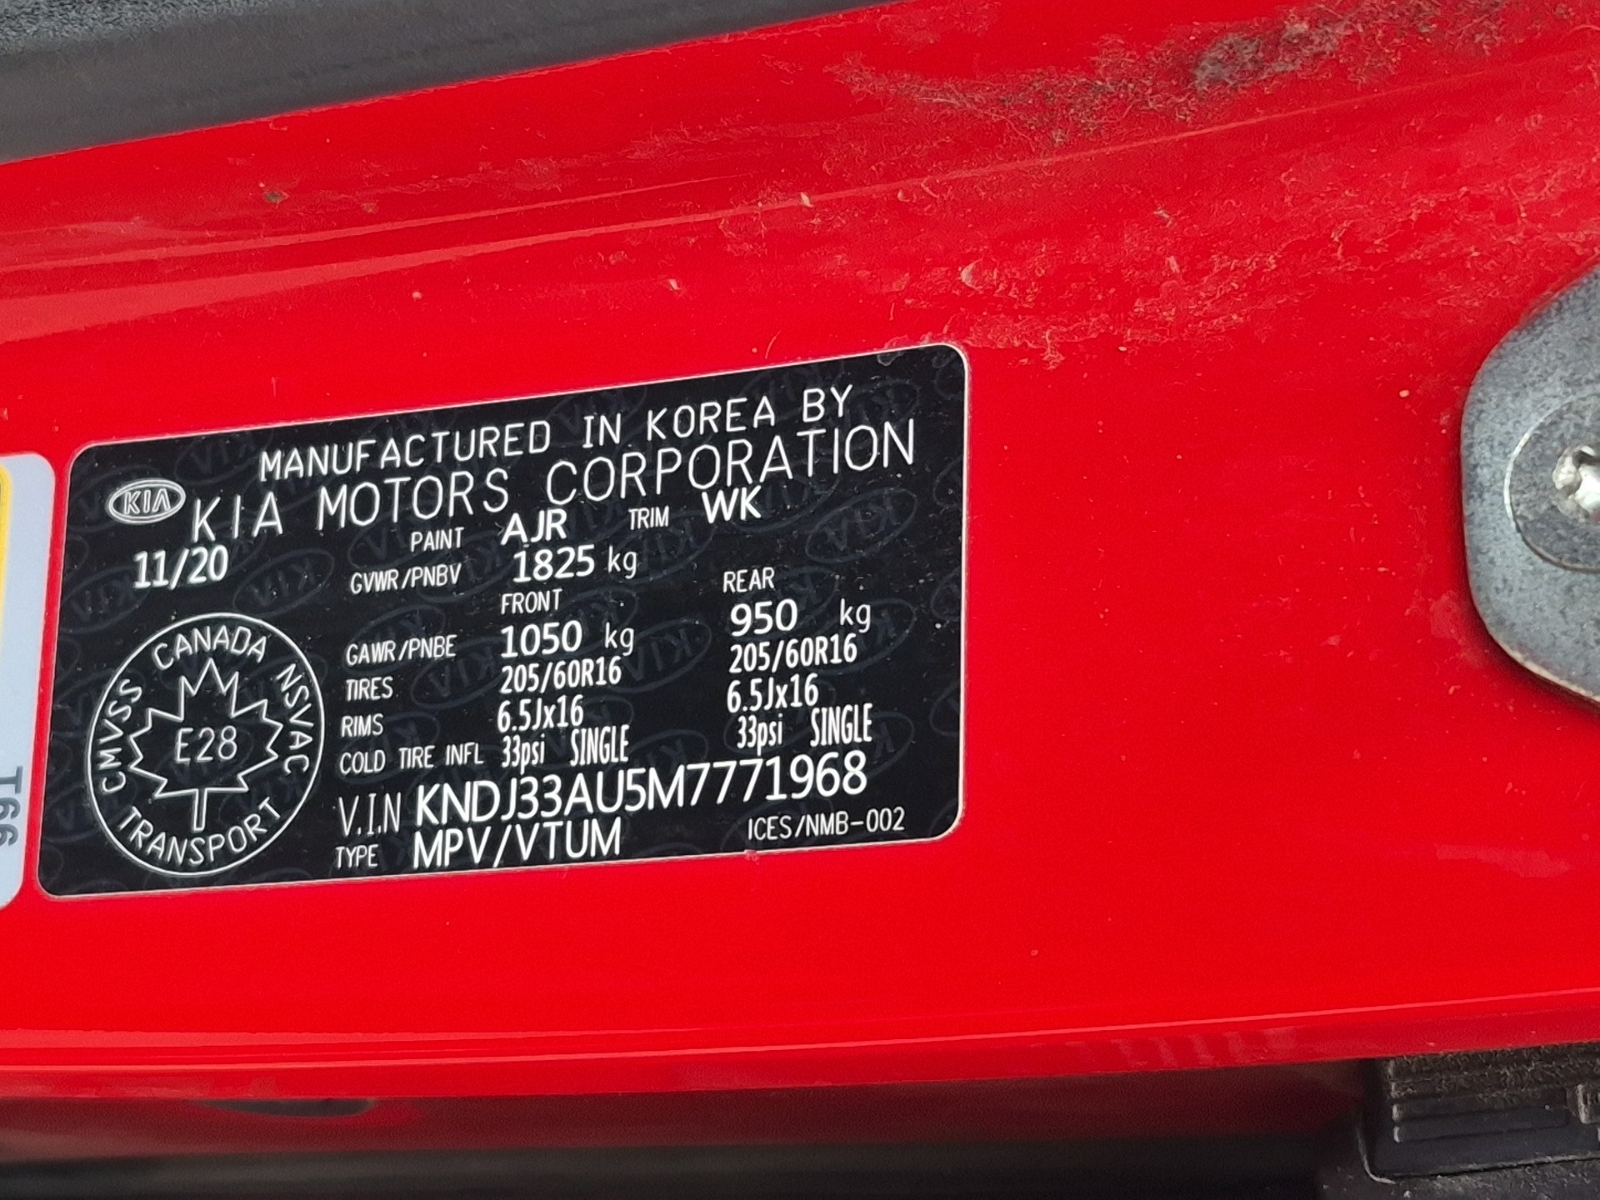 MANUFACTURED IN KOREA BY
KIA KIA MOTORS CORPORATION
PAINT AJR TRIM WK
11/20
GVWR/PNBV 1825 kg
FRONT REAR
GAWR/PNBE 1050 kg 950 kg
TIRES 205/60R16 205/60R16
RIMS 6.5Jx16 6.5Jx16
COLD TIRE INFL 33psi SINGLE 33psi SINGLE
V.I.N KNDJ33AU5M7771968
TYPE MPV/VTUM ICES/NMB-002
CANADA
CMVSS NSVAC
E28
TRANSPORT
T66